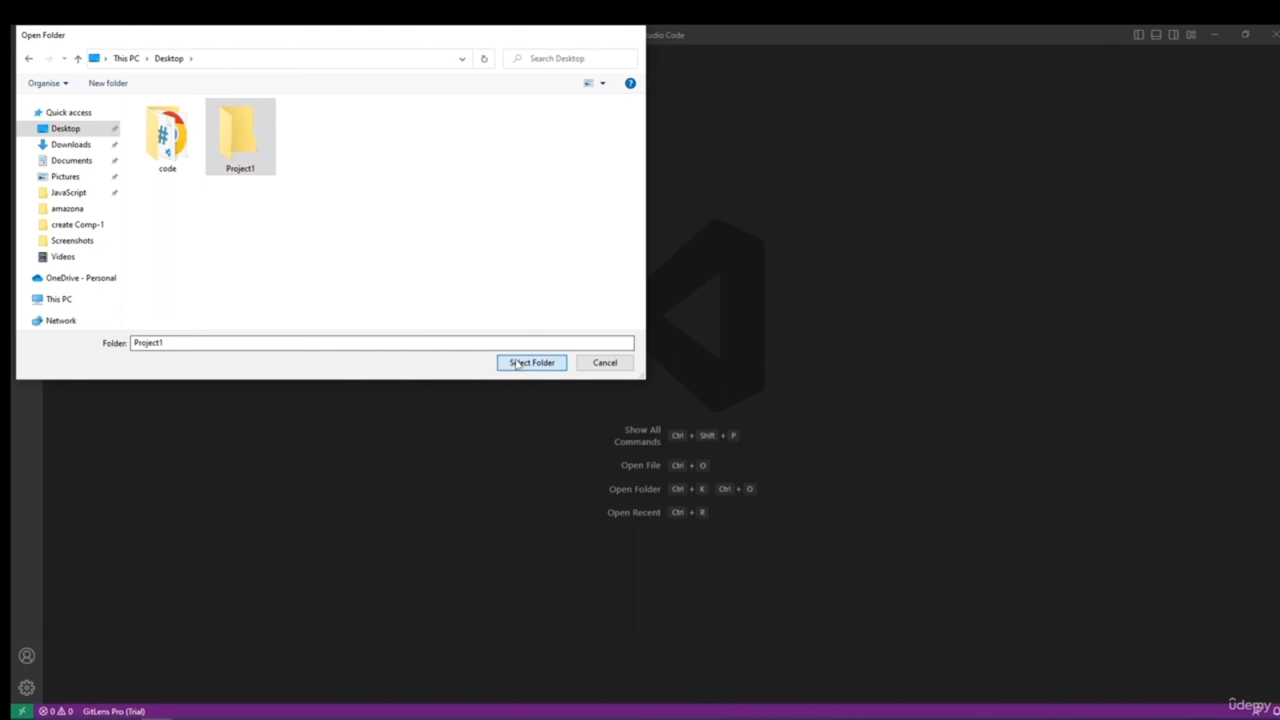 Open Folder
udio Code
This PC > Desktop >
Search Desktop
Organise
New folder
Quick access
Desktop
Downloads
Documents
Pictures
JavaScript
amazona
create Comp-1
Screenshots
Videos
OneDrive - Personal
This PC
Network
code
Project1
Folder: Project1
Select Folder
Cancel
Show All Commands Ctrl + Shift + P
Open File Ctrl + O
Open Folder Ctrl + K Ctrl + O
Open Recent Ctrl + R
0 0 GitLens Pro (Trial)
ûdemy